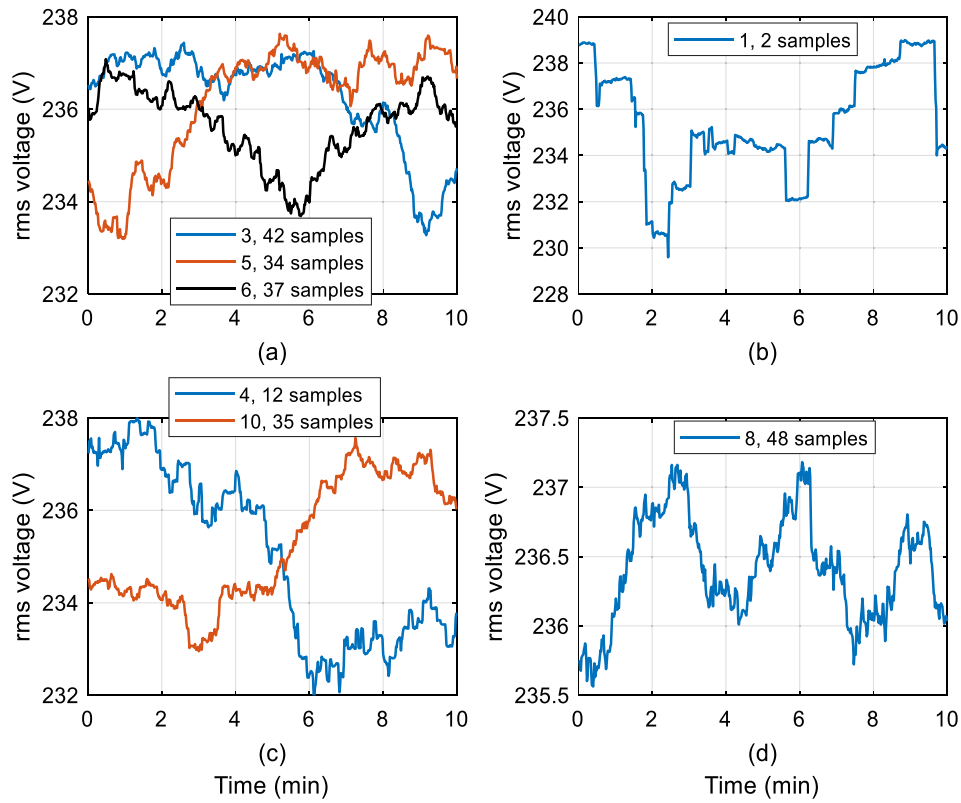 238
236
234
232
rms voltage (V)
3, 42 samples
5, 34 samples
6, 37 samples
0 2 4 6 8 10
(a)
240
238
236
234
232
230
228
rms voltage (V)
1, 2 samples
0 2 4 6 8 10
(b)
4, 12 samples
10, 35 samples
238
236
234
232
rms voltage (V)
0 2 4 6 8 10
(c)
Time (min)
237.5
237
236.5
236
235.5
rms voltage (V)
8, 48 samples
0 2 4 6 8 10
(d)
Time (min)